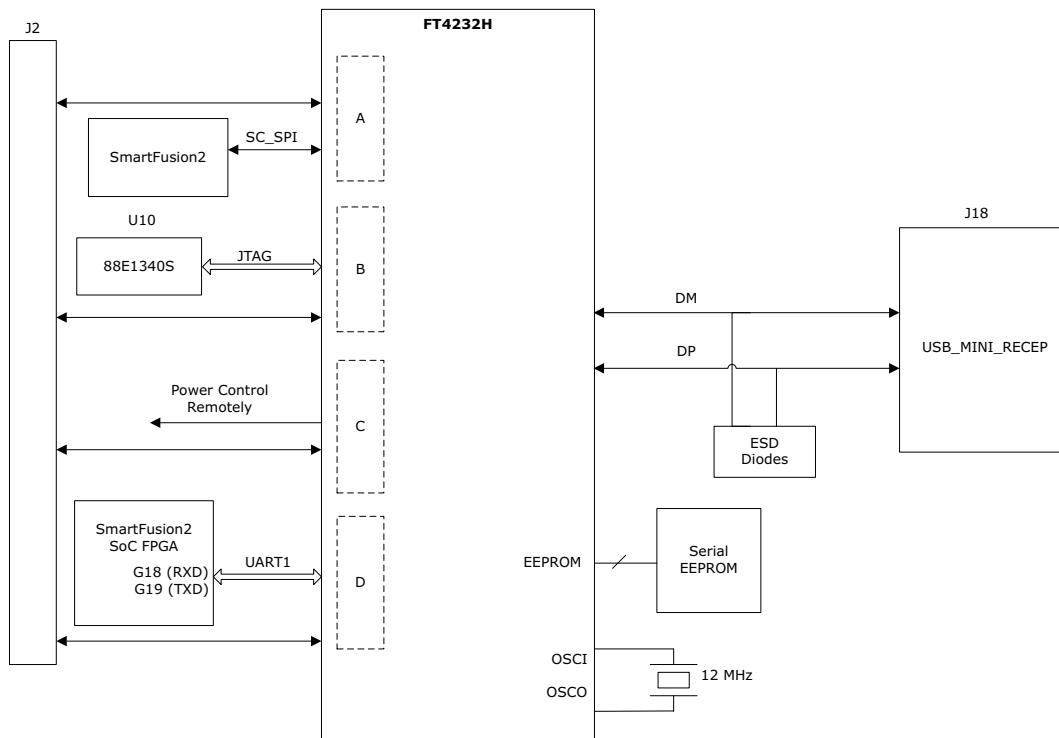 J2
FT4232H
A
SC_SPI
SmartFusion2
U10
88E1340S
JTAG
B
J18
DM
DP
USB_MINI_RECEP
Power Control
Remotely
C
ESD
Diodes
SmartFusion2
SoC FPGA
G18 (RXD)
G19 (TXD)
UART1
D
EEPROM
Serial
EEPROM
OSCI
12 MHz
OSCO